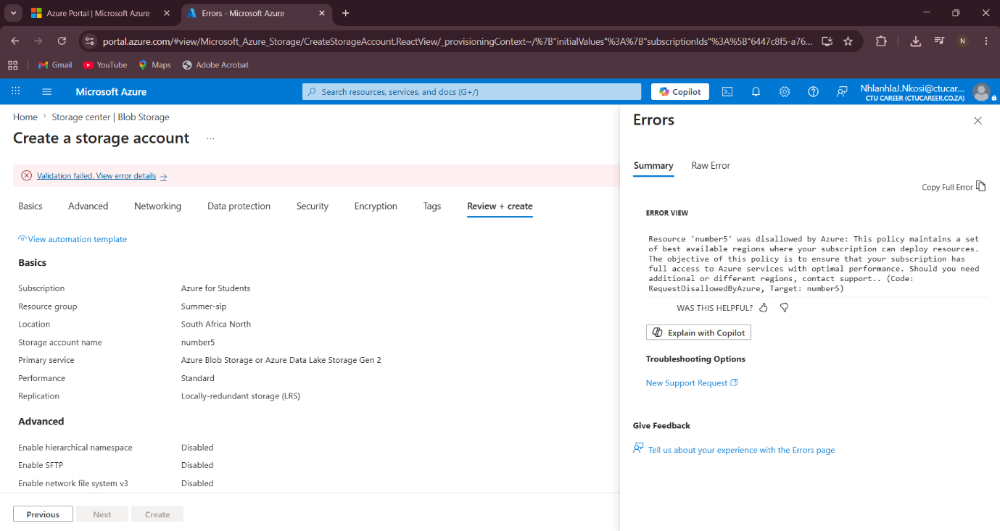 Azure Portal | Microsoft Azure
Errors - Microsoft Azure
portal.azure.com/#view/Microsoft_Azure_Storage/CreateStorageAccount.ReactView/_provisioningContext~/%7B"initialValues"%3A%7B"subscriptionIds"%3A%5B"6447c8f5-a76...
N
Gmail
YouTube
Maps
Adobe Acrobat
Microsoft Azure
Search resources, services, and docs (G+/)
Copilot
NhlanhlaJ.Nkosi@ctucar...
CTU CAREER (CTUCAREER.CO.ZA)
Home > Storage center | Blob Storage
Create a storage account ...
Validation failed. View error details →
Basics
Advanced
Networking
Data protection
Security
Encryption
Tags
Review + create
View automation template
Basics
Subscription Azure for Students
Resource group Summer-sip
Location South Africa North
Storage account name number5
Primary service Azure Blob Storage or Azure Data Lake Storage Gen 2
Performance Standard
Replication Locally-redundant storage (LRS)
Advanced
Enable hierarchical namespace Disabled
Enable SFTP Disabled
Enable network file system v3 Disabled
Previous
Next
Create
Errors
Summary
Raw Error
Copy Full Error
ERROR VIEW
Resource 'number5' was disallowed by Azure: This policy maintains a set
of best available regions where your subscription can deploy resources.
The objective of this policy is to ensure that your subscription has
full access to Azure services with optimal performance. Should you need
additional or different regions, contact support.. (Code:
RequestDisallowedByAzure, Target: number5)
WAS THIS HELPFUL?
Explain with Copilot
Troubleshooting Options
New Support Request
Give Feedback
Tell us about your experience with the Errors page